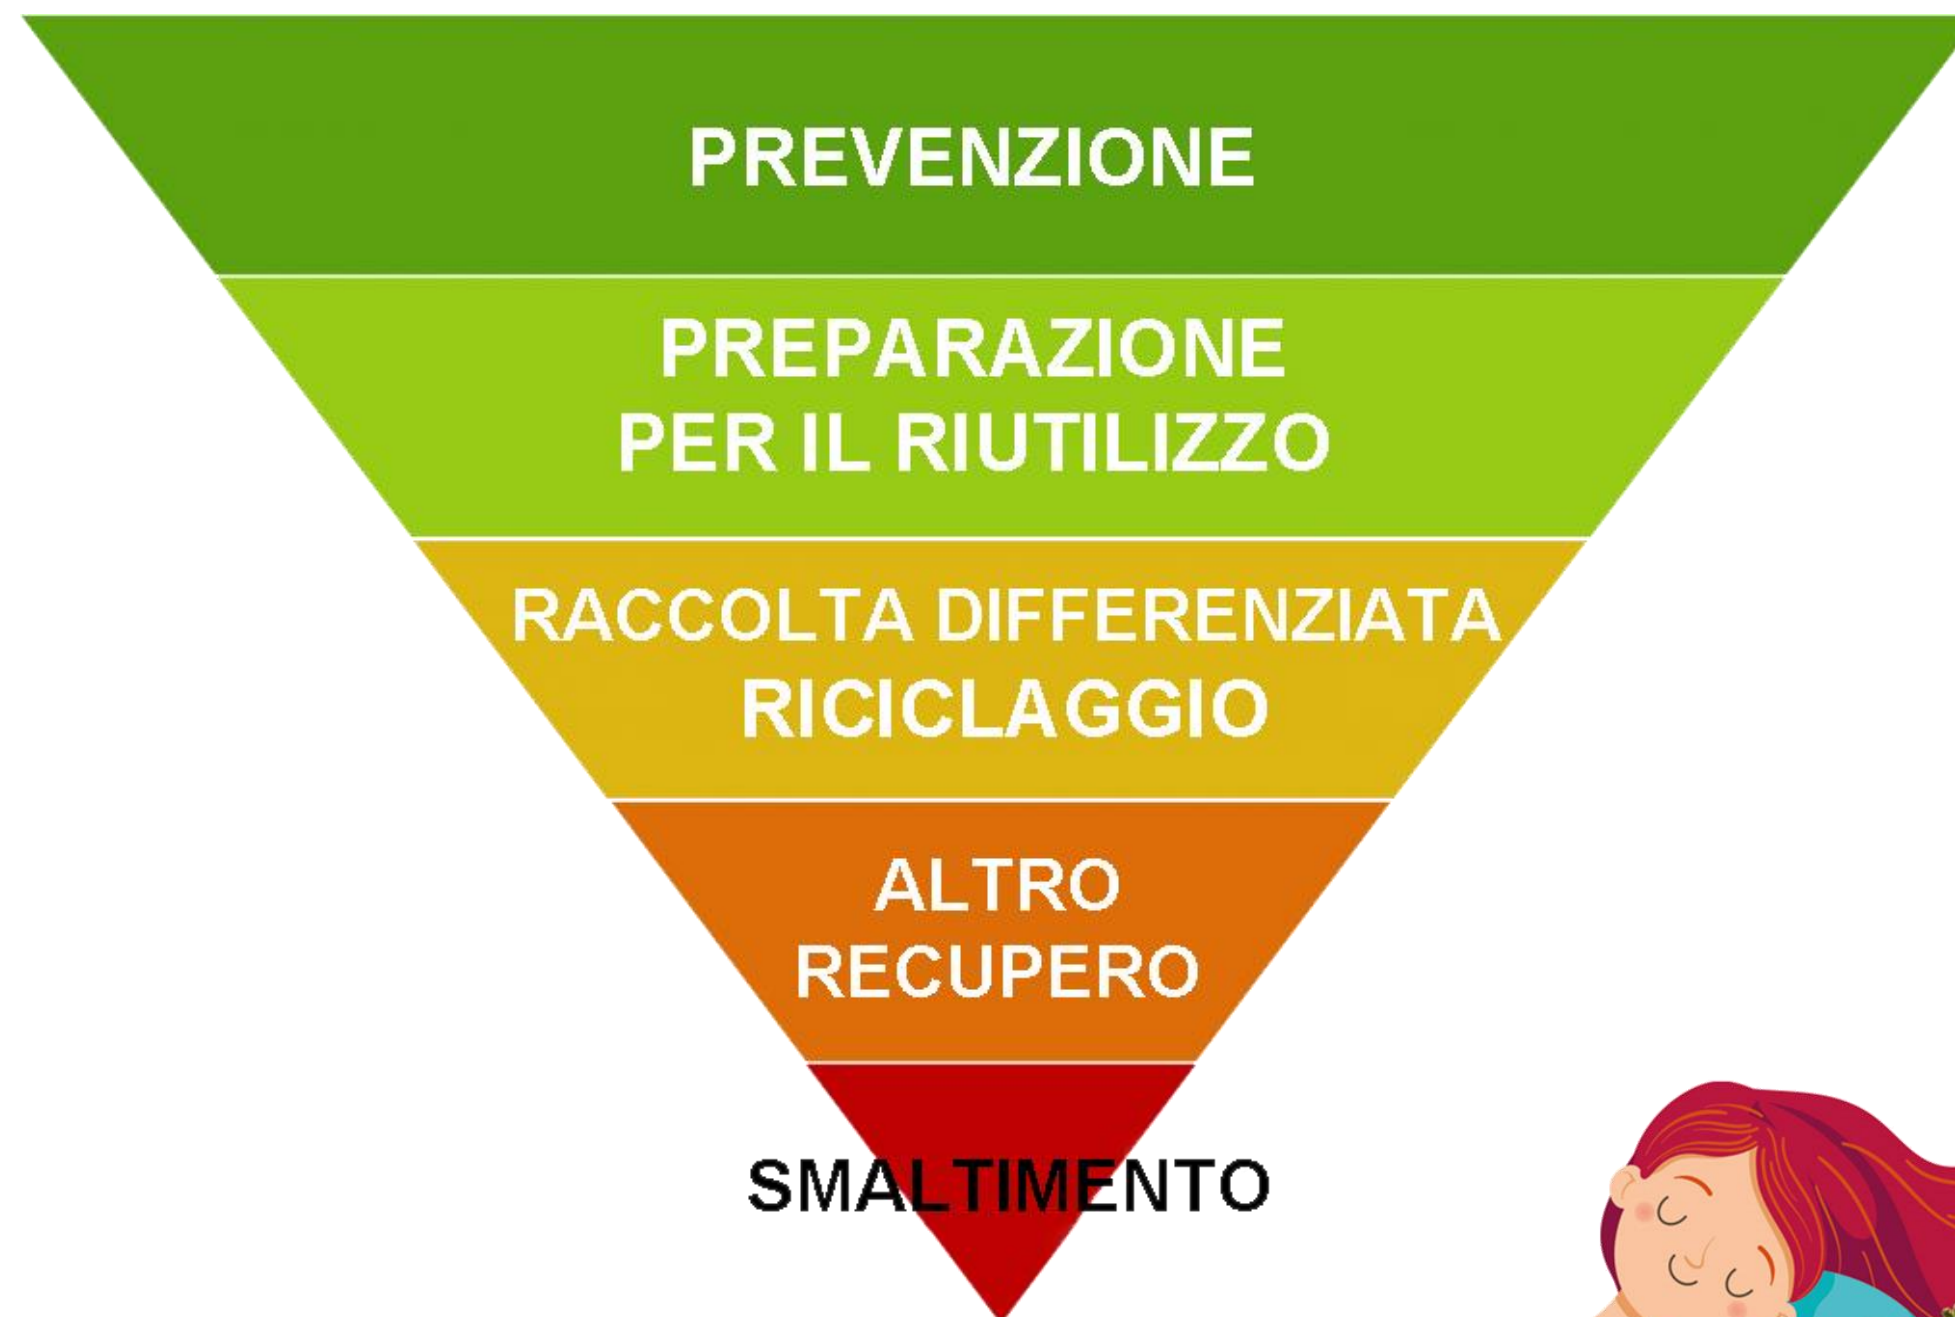 PREVENZIONE
PREPARAZIONE
PER IL RIUTILIZZO
RACCOLTA DIFFERENZIATA
RICICLAGGIO
ALTRO
RECUPERO
SMALTIMENTO